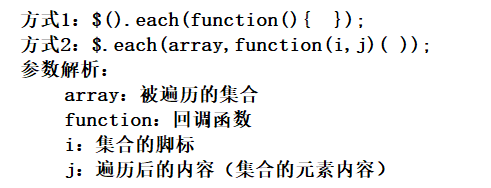 方式1：$().each(function(){  });
方式2：$.each(array,function(i,j)( ));
参数解析：
array：被遍历的集合
function：回调函数
i：集合的脚标
j：遍历后的内容（集合的元素内容）